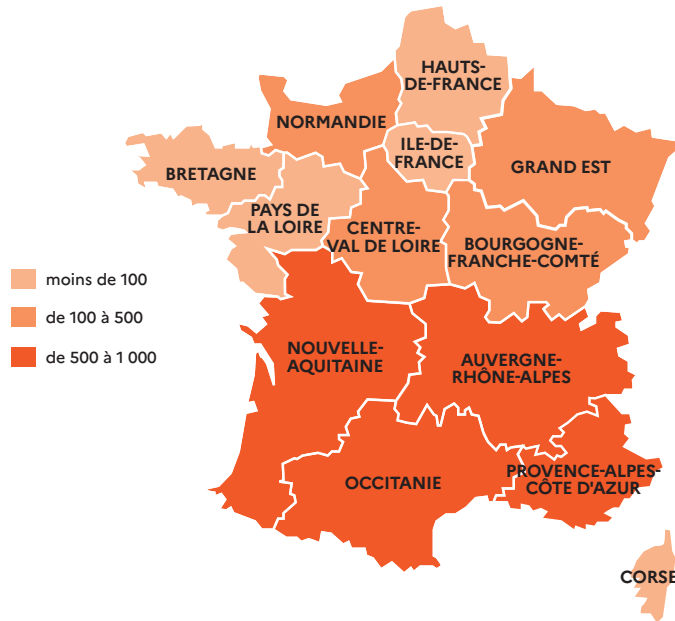 HAUTS-
DE-FRANCE
NORMANDIE
ILE-DE-
FRANCE
BRETAGNE
GRAND EST
PAYS DE
LA LOIRE
CENTRE-
VAL DE LOIRE
BOURGOGNE-
FRANCHE-COMTÉ
moins de 100
de 100 à 500
de 500 à 1 000
NOUVELLE-
AQUITAINE
AUVERGNE-
RHÔNE-ALPES
OCCITANIE
PROVENCE-ALPES-
CÔTE D'AZUR
CORSE